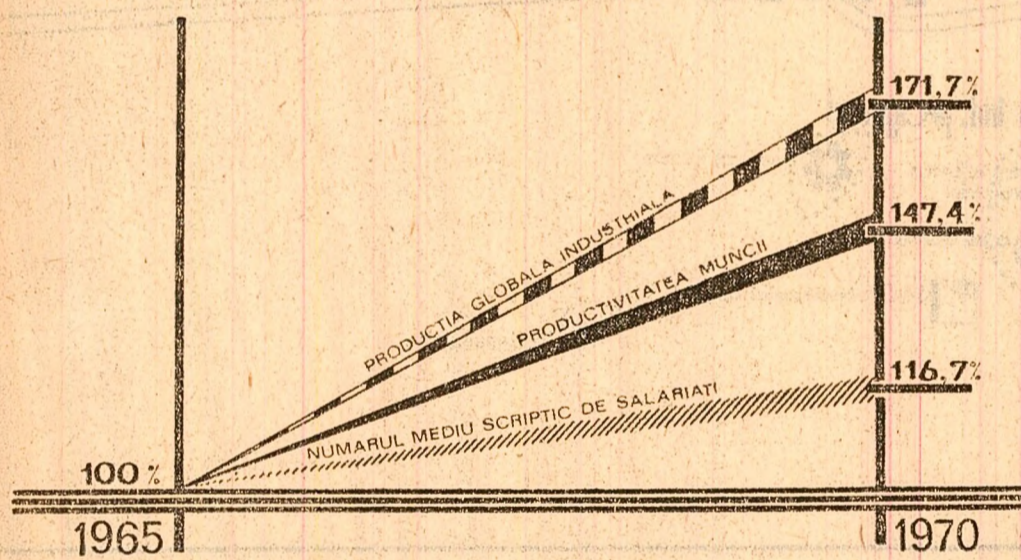 171,7%
PRODUCTIA GLOBALA INDUSTRIALA
147,4%
PRODUCTIVITATEA MUNCII
116.7%
NUMARUL MEDIU SCRIPTIC DE SALARIATI
100%
1965
1970